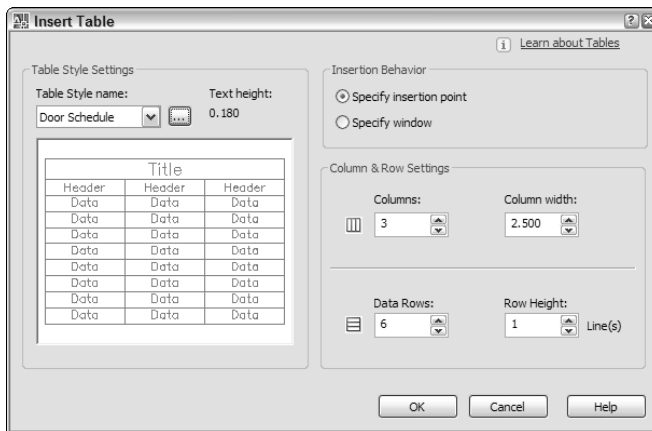 Insert Table
Learn about Tables
Table Style Settings
Table Style name:
Text height:
Door Schedule
...
0.180
Title
Header Header Header
Data Data Data
Data Data Data
Data Data Data
Data Data Data
Data Data Data
Data Data Data
Data Data Data
Data Data Data
Insertion Behavior
Specify insertion point
Specify window
Column & Row Settings
Columns:
Column width:
3
2.500
Data Rows:
Row Height:
6
1
Line(s)
OK
Cancel
Help